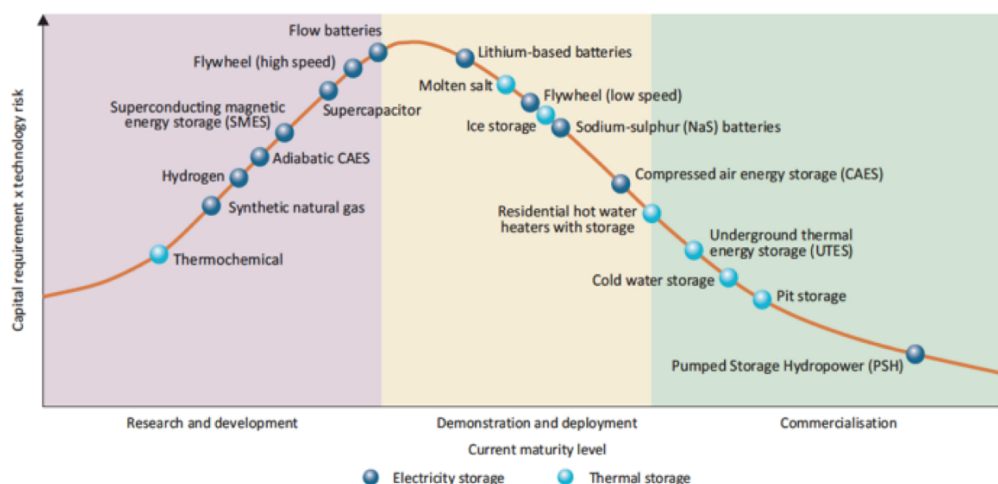 Capital requirement x technology risk
Flow batteries
Flywheel (high speed)
Supercapacitor
Superconducting magnetic
energy storage (SMES)
Adiabatic CAES
Hydrogen
Synthetic natural gas
Thermochemical
Lithium-based batteries
Molten salt
Flywheel (low speed)
Ice storage
Sodium-sulphur (NaS) batteries
Compressed air energy storage (CAES)
Residential hot water
heaters with storage
Underground thermal
energy storage (UTES)
Cold water storage
Pit storage
Pumped Storage Hydropower (PSH)
Research and development
Demonstration and deployment
Commercialisation
Current maturity level
Electricity storage
Thermal storage